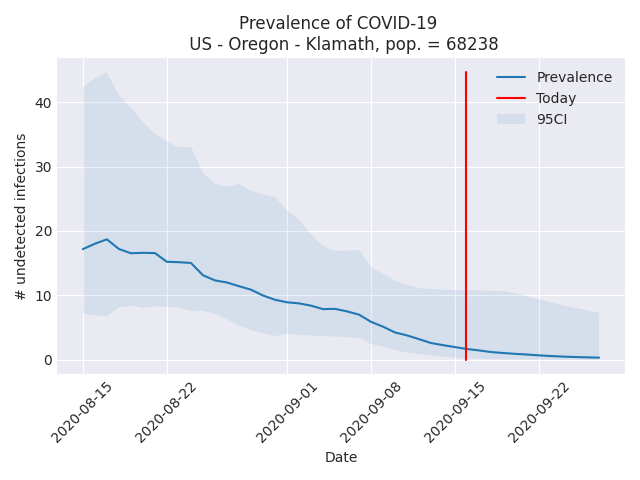 Prevalence of COVID-19
US - Oregon - Klamath, pop. = 68238
Prevalence
Today
95CI
# undetected infections
40
30
20
10
0
2020-08-15
2020-08-22
2020-09-01
2020-09-08
2020-09-15
2020-09-22
Date